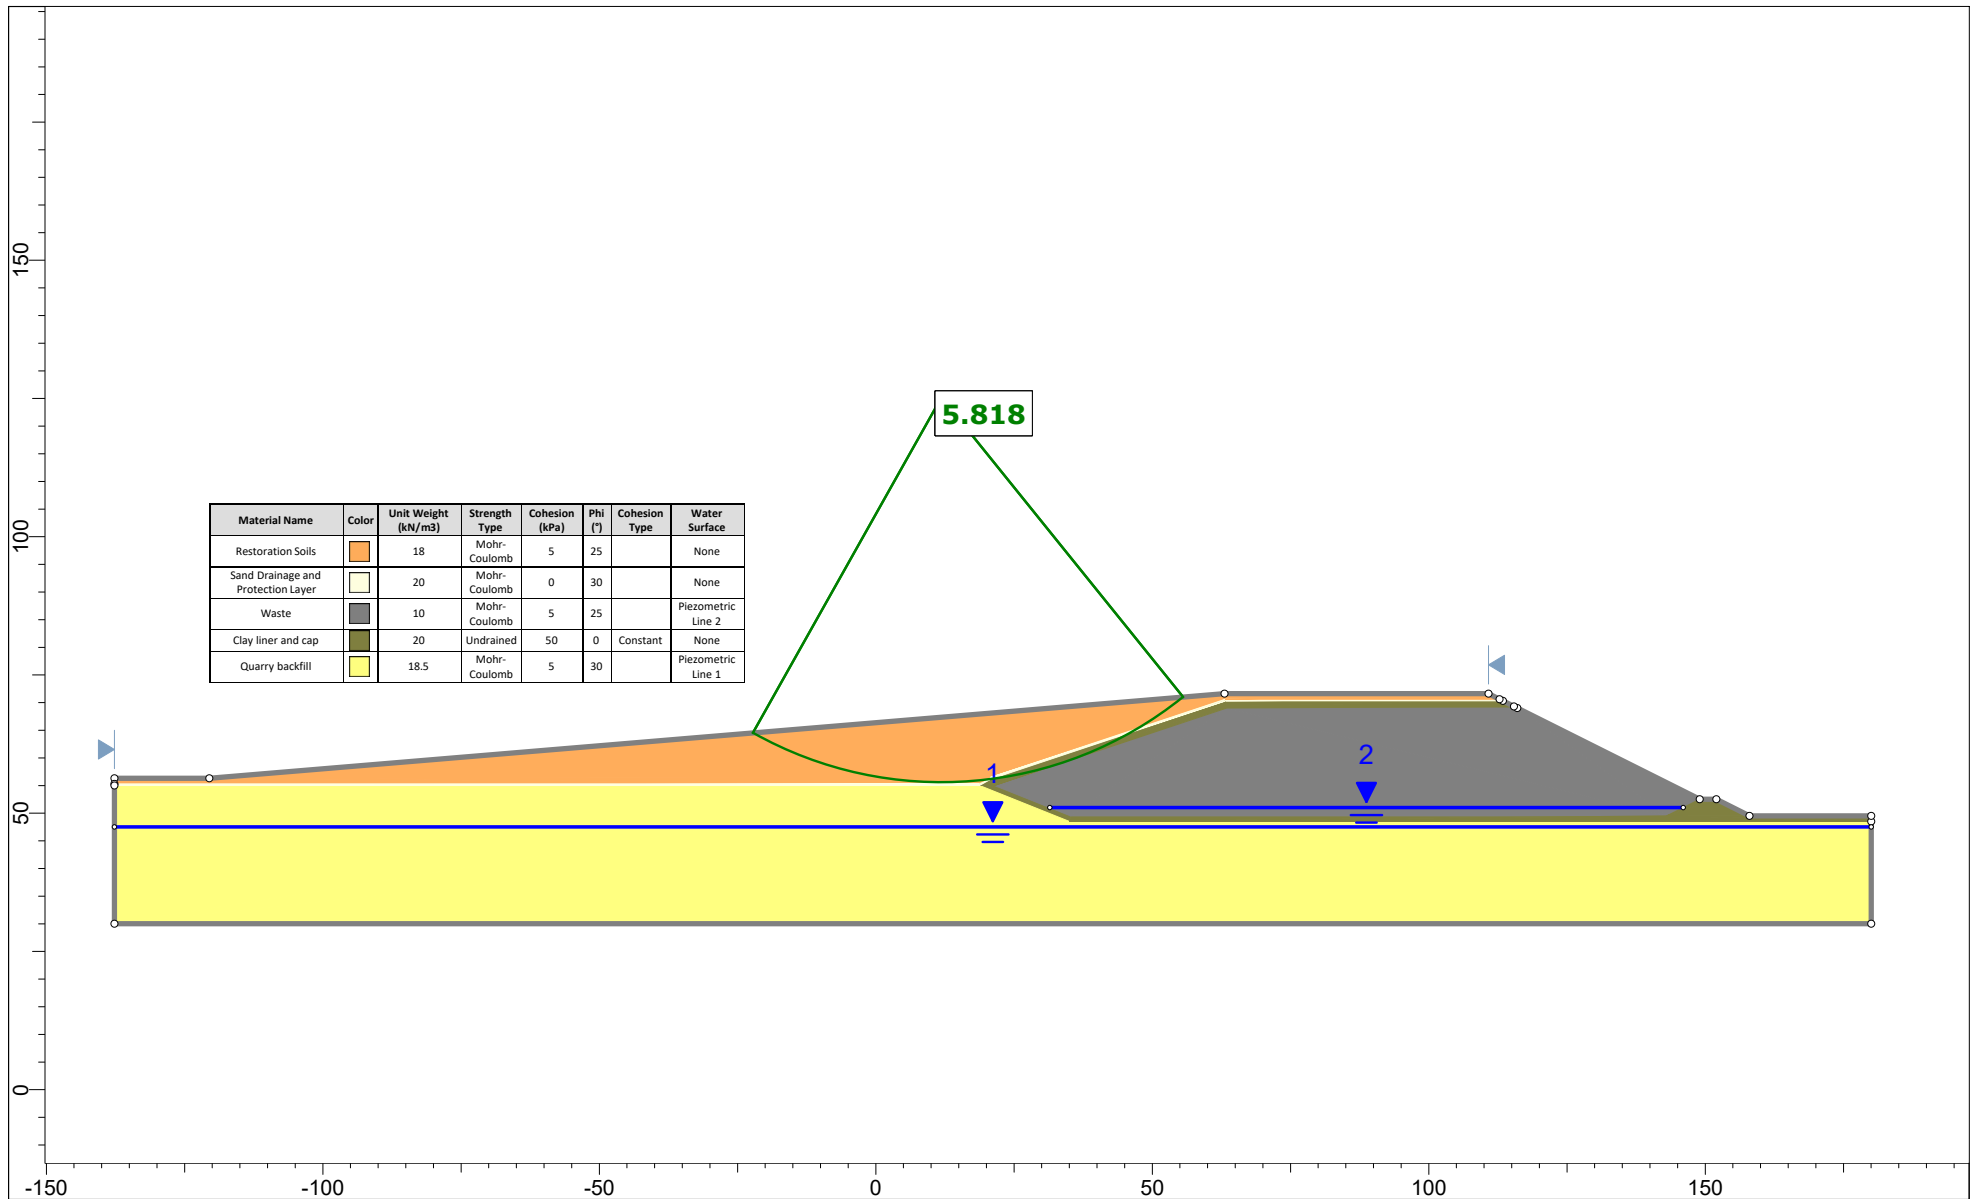 150
100
50
0
5.818
Material Name Color Unit Weight (kN/m3) Strength Type Cohesion (kPa) Phi (°) Cohesion Type Water Surface
Restoration Soils 18 Mohr-Coulomb 5 25 None
Sand Drainage and Protection Layer 20 Mohr-Coulomb 0 30 None
Waste 10 Mohr-Coulomb 5 25 Piezometric Line 2
Clay liner and cap 20 Undrained 50 0 Constant None
Quarry backfill 18.5 Mohr-Coulomb 5 30 Piezometric Line 1
1
2
-150 -100 -50 0 50 100 150